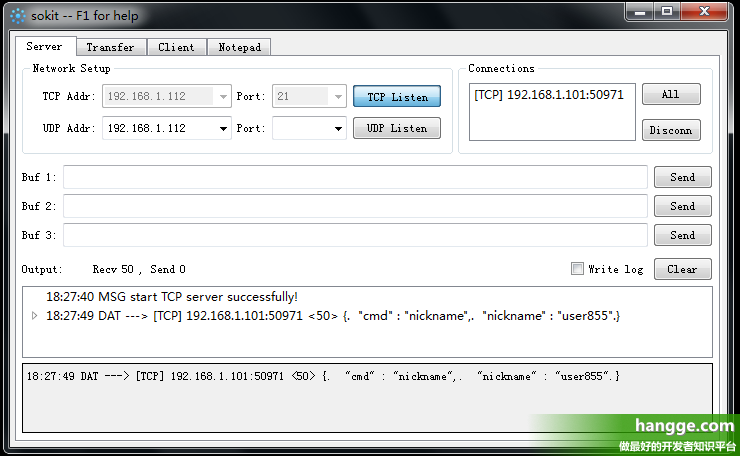 sokit -- F1 for help
Server Transfer Client Notepad
Network Setup
Connections
TCP Addr: 192.168.1.112 Port: 21 TCP Listen
UDP Addr: 192.168.1.112 Port: UDP Listen
[TCP] 192.168.1.101:50971
All
Disconn
Buf 1: Send
Buf 2: Send
Buf 3: Send
Output: Recv 50 , Send 0 Write log Clear
18:27:40 MSG start TCP server successfully!
18:27:49 DAT ---> [TCP] 192.168.1.101:50971 <50> {. "cmd" : "nickname",. "nickname" : "user855".}
18:27:49 DAT ---> [TCP] 192.168.1.101:50971 <50> {. "cmd" : "nickname",. "nickname" : "user855".}
hangge.com
做最好的开发者知识平台